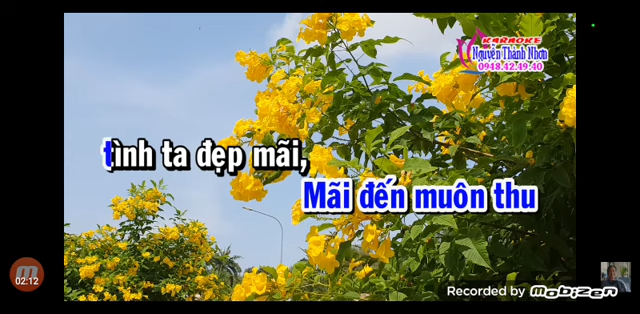 KARAOKE
Nguyễn Thành Nhơn
0948.42.49.40
tình ta đẹp mãi,
Mãi đến muôn thu
02:12
Recorded by mobizen